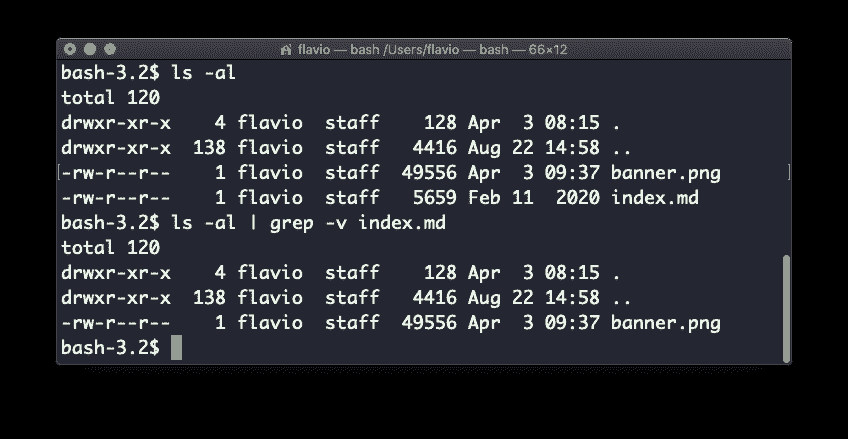 flavio — bash /Users/flavio — bash — 66×12
bash-3.2$ ls -al
total 120
drwxr-xr-x    4 flavio  staff    128 Apr  3 08:15 .
drwxr-xr-x  138 flavio  staff   4416 Aug 22 14:58 ..
-rw-r--r--    1 flavio  staff  49556 Apr  3 09:37 banner.png
-rw-r--r--    1 flavio  staff   5659 Feb 11  2020 index.md
bash-3.2$ ls -al | grep -v index.md
total 120
drwxr-xr-x    4 flavio  staff    128 Apr  3 08:15 .
drwxr-xr-x  138 flavio  staff   4416 Aug 22 14:58 ..
-rw-r--r--    1 flavio  staff  49556 Apr  3 09:37 banner.png
bash-3.2$